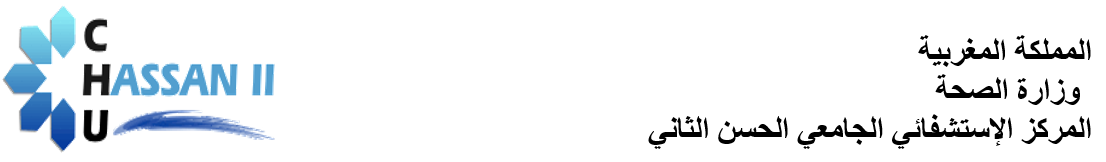 CHU
HASSAN II
المملكة المغربية
وزارة الصحة
المركز الإستشفائي الجامعي الحسن الثاني